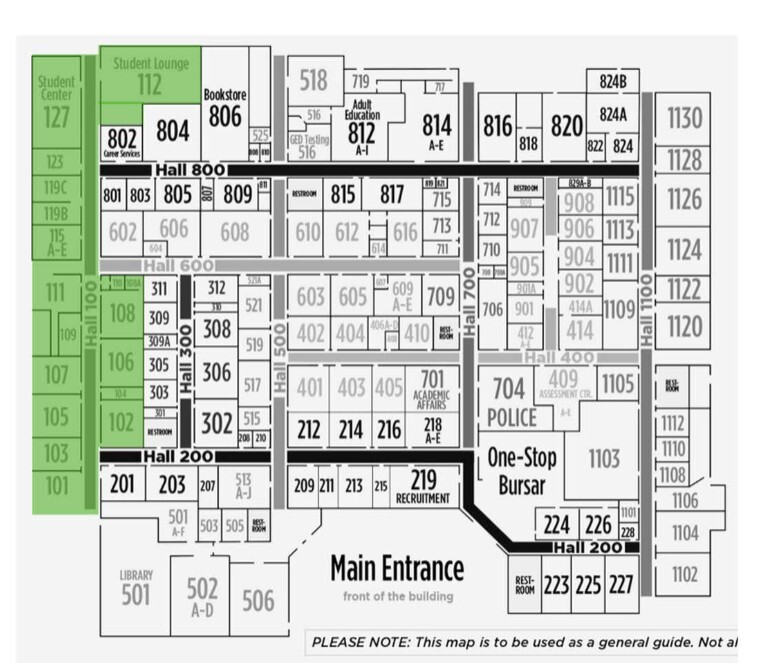 Student Center 127
123
119C
119B
115 A-E
111
109
107
105
103
101
Hall 100
Student Lounge 112
802 Career Services
804
Bookstore 806
525
808 810
518
516
GED Testing 516
719
717
Adult Education 812 A-I
814 A-E
816
818
820
824B
824A
822
824
1130
1128
1126
1124
1122
1120
Hall 800
801
803
805
807
809
811
RESTROOM
815
817
819 821
715
713
711
602
604
606
608
610
612
614
616
714
712
710
708 708A
706
RESTROOM
909
907
905
901A
901
412 A-E
829A-B
908
906
904
902
414A
414
1115
1113
1111
1109
Hall 600
Hall 700
Hall 1100
110 108A
108
106
104
102
311
309
309A
305
303
301
RESTROOM
Hall 300
312
310
308
306
302
525A
521
519
517
515
208 210
Hall 500
603
605
607
609 A-E
709
402
404
406A-D
408
410
REST-ROOM
401
403
405
701 ACADEMIC AFFAIRS
212
214
216
218 A-E
Hall 400
704 POLICE
409 ASSESSMENT CTR.
A-E
1105
1103
One-Stop Bursar
REST-ROOM
1112
1110
1108
1106
1104
1102
Hall 200
201
203
207
513 A-J
209
211
213
215
219 RECRUITMENT
501 A-F
503
505
REST-ROOM
LIBRARY 501
502 A-D
506
224
226
1101
228
Hall 200
REST-ROOM
223
225
227
Main Entrance
front of the building
PLEASE NOTE: This map is to be used as a general guide. Not al